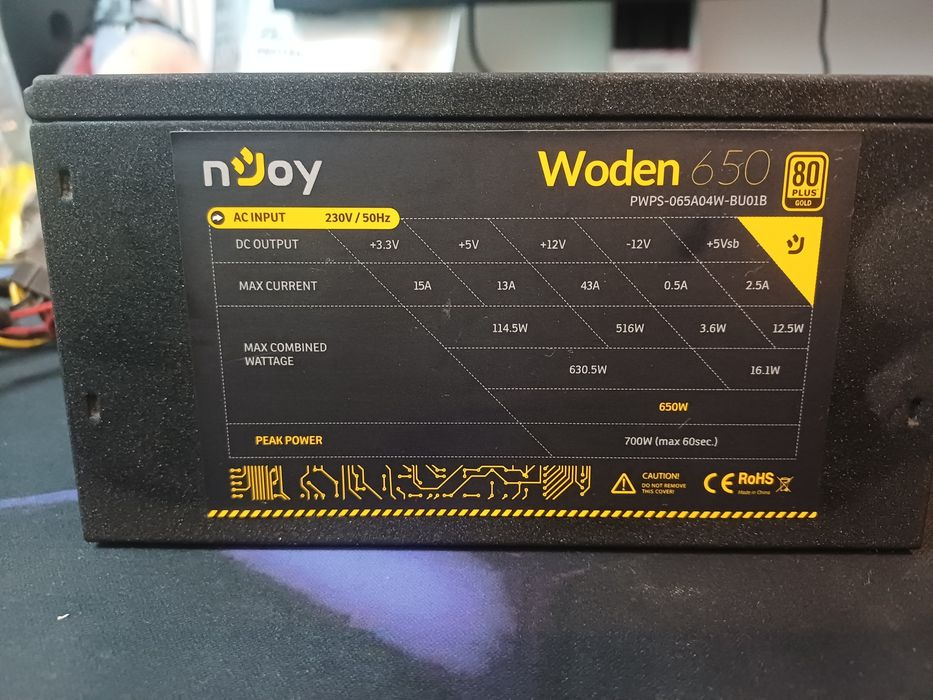 nJoy
Woden 650
80
PLUS
GOLD
PWPS-065A04W-BU01B
AC INPUT 230V / 50Hz
DC OUTPUT +3.3V +5V +12V -12V +5Vsb
MAX CURRENT 15A 13A 43A 0.5A 2.5A
MAX COMBINED
WATTAGE
114.5W 516W 3.6W 12.5W
630.5W 16.1W
650W
PEAK POWER 700W (max 60sec.)
CAUTION!
DO NOT REMOVE
THIS COVER!
CE RoHS
Made in China